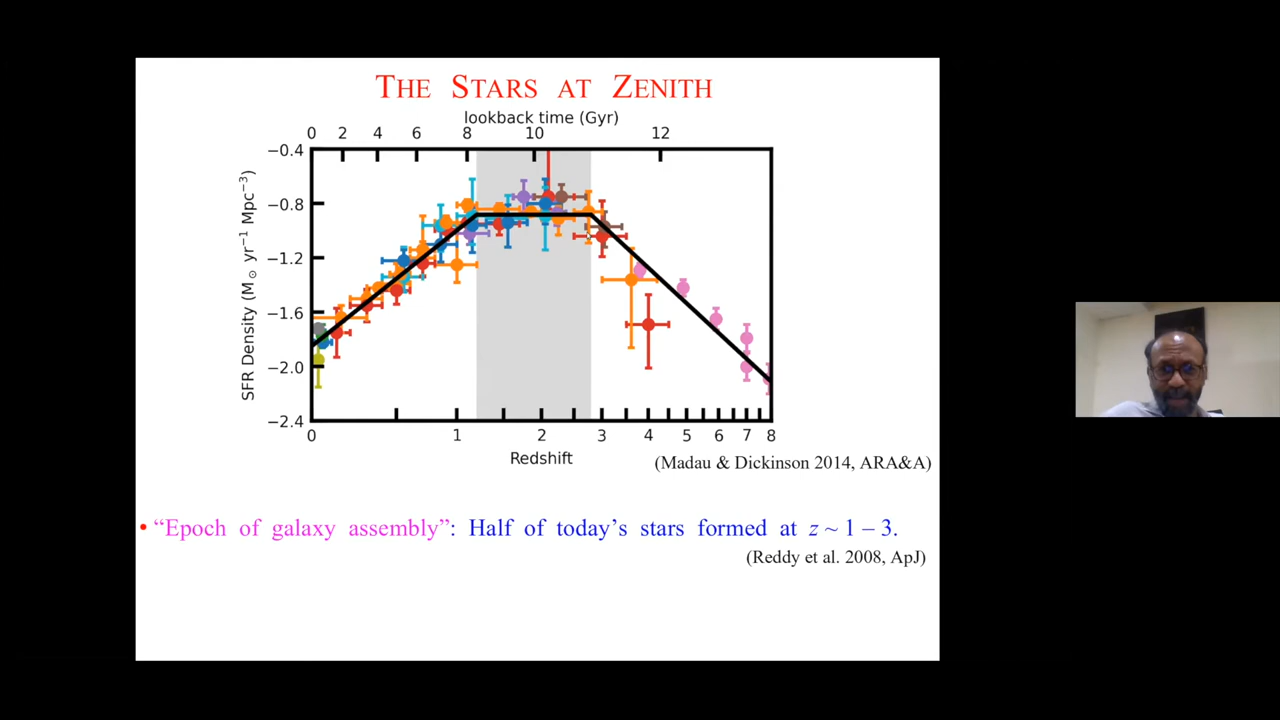 THE STARS AT ZENITH
lookback time (Gyr)
0 2 4 6 8 10 12
−0.4
−0.8
−1.2
−1.6
−2.0
−2.4
SFR Density (M⊙ yr⁻¹ Mpc⁻³)
0 1 2 3 4 5 6 7 8
Redshift
(Madau & Dickinson 2014, ARA&A)
• “Epoch of galaxy assembly”: Half of today’s stars formed at z ~ 1 – 3.
(Reddy et al. 2008, ApJ)